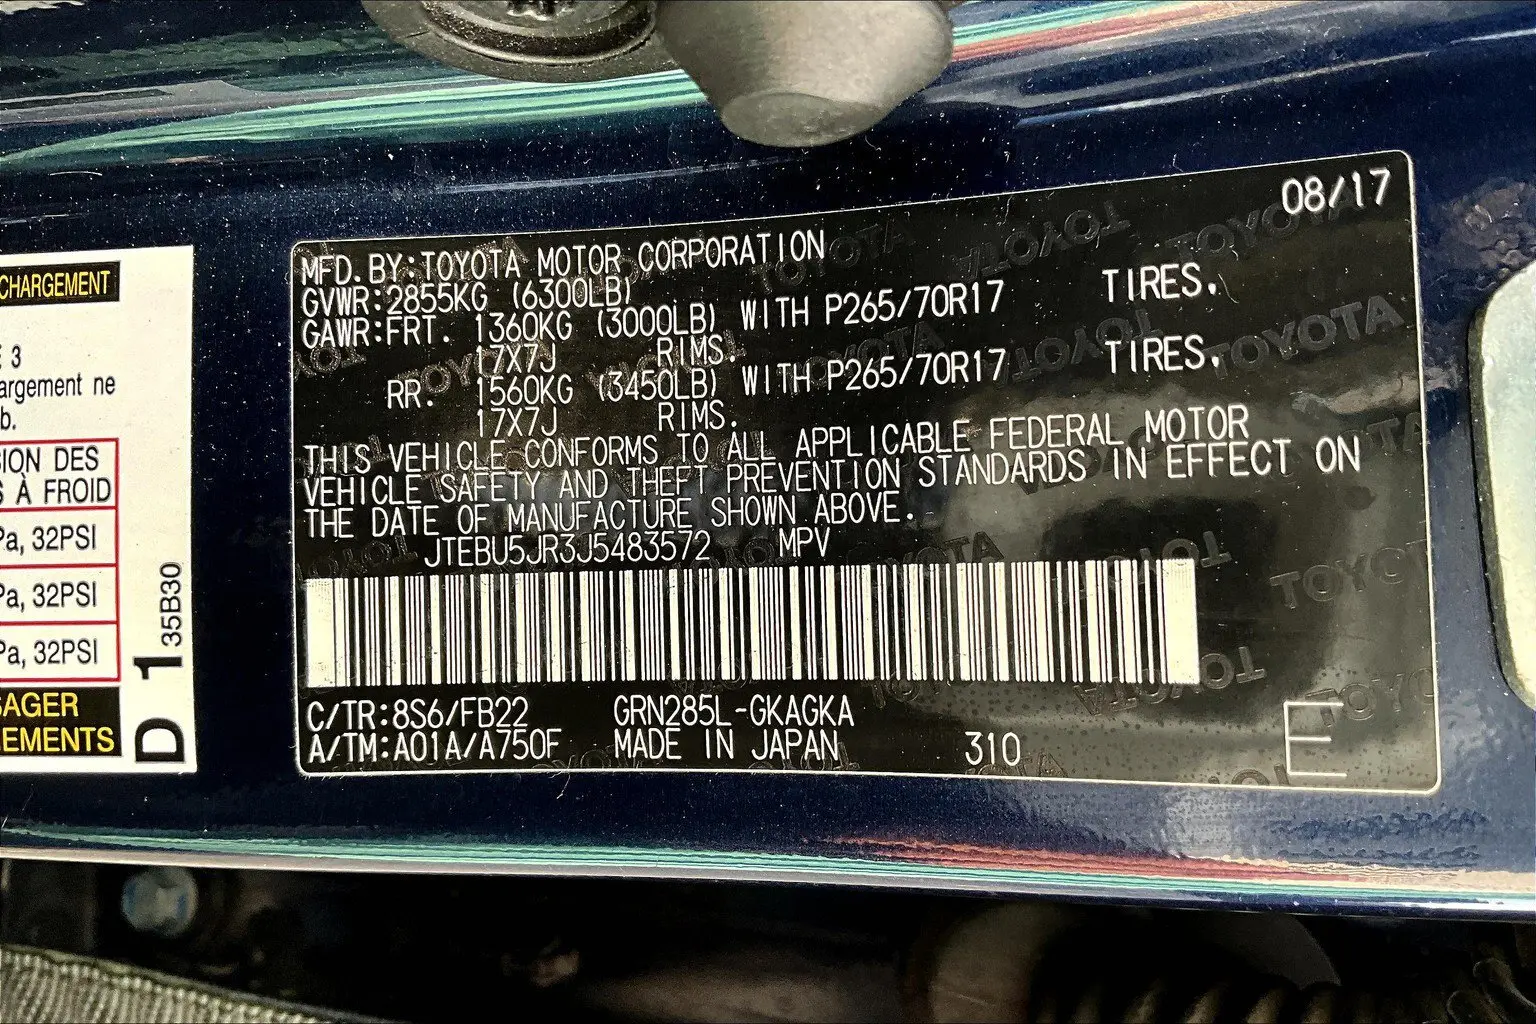 CHARGEMENT
E 3
argement ne
b.
ION DES
S À FROID
Pa, 32PSI
Pa, 32PSI
Pa, 32PSI
SAGER
EMENTS
D 1 35B30
08/17
MFD.BY:TOYOTA MOTOR CORPORATION
GVWR:2855KG (6300LB)
GAWR:FRT. 1360KG (3000LB) WITH P265/70R17 TIRES.
17X7J RIMS.
RR. 1560KG (3450LB) WITH P265/70R17 TIRES.
17X7J RIMS.
THIS VEHICLE CONFORMS TO ALL APPLICABLE FEDERAL MOTOR
VEHICLE SAFETY AND THEFT PREVENTION STANDARDS IN EFFECT ON
THE DATE OF MANUFACTURE SHOWN ABOVE.
JTEBU5JR3J5483572 MPV
C/TR:8S6/FB22 GRN285L-GKAGKA
A/TM:A01A/A750F MADE IN JAPAN 310
E